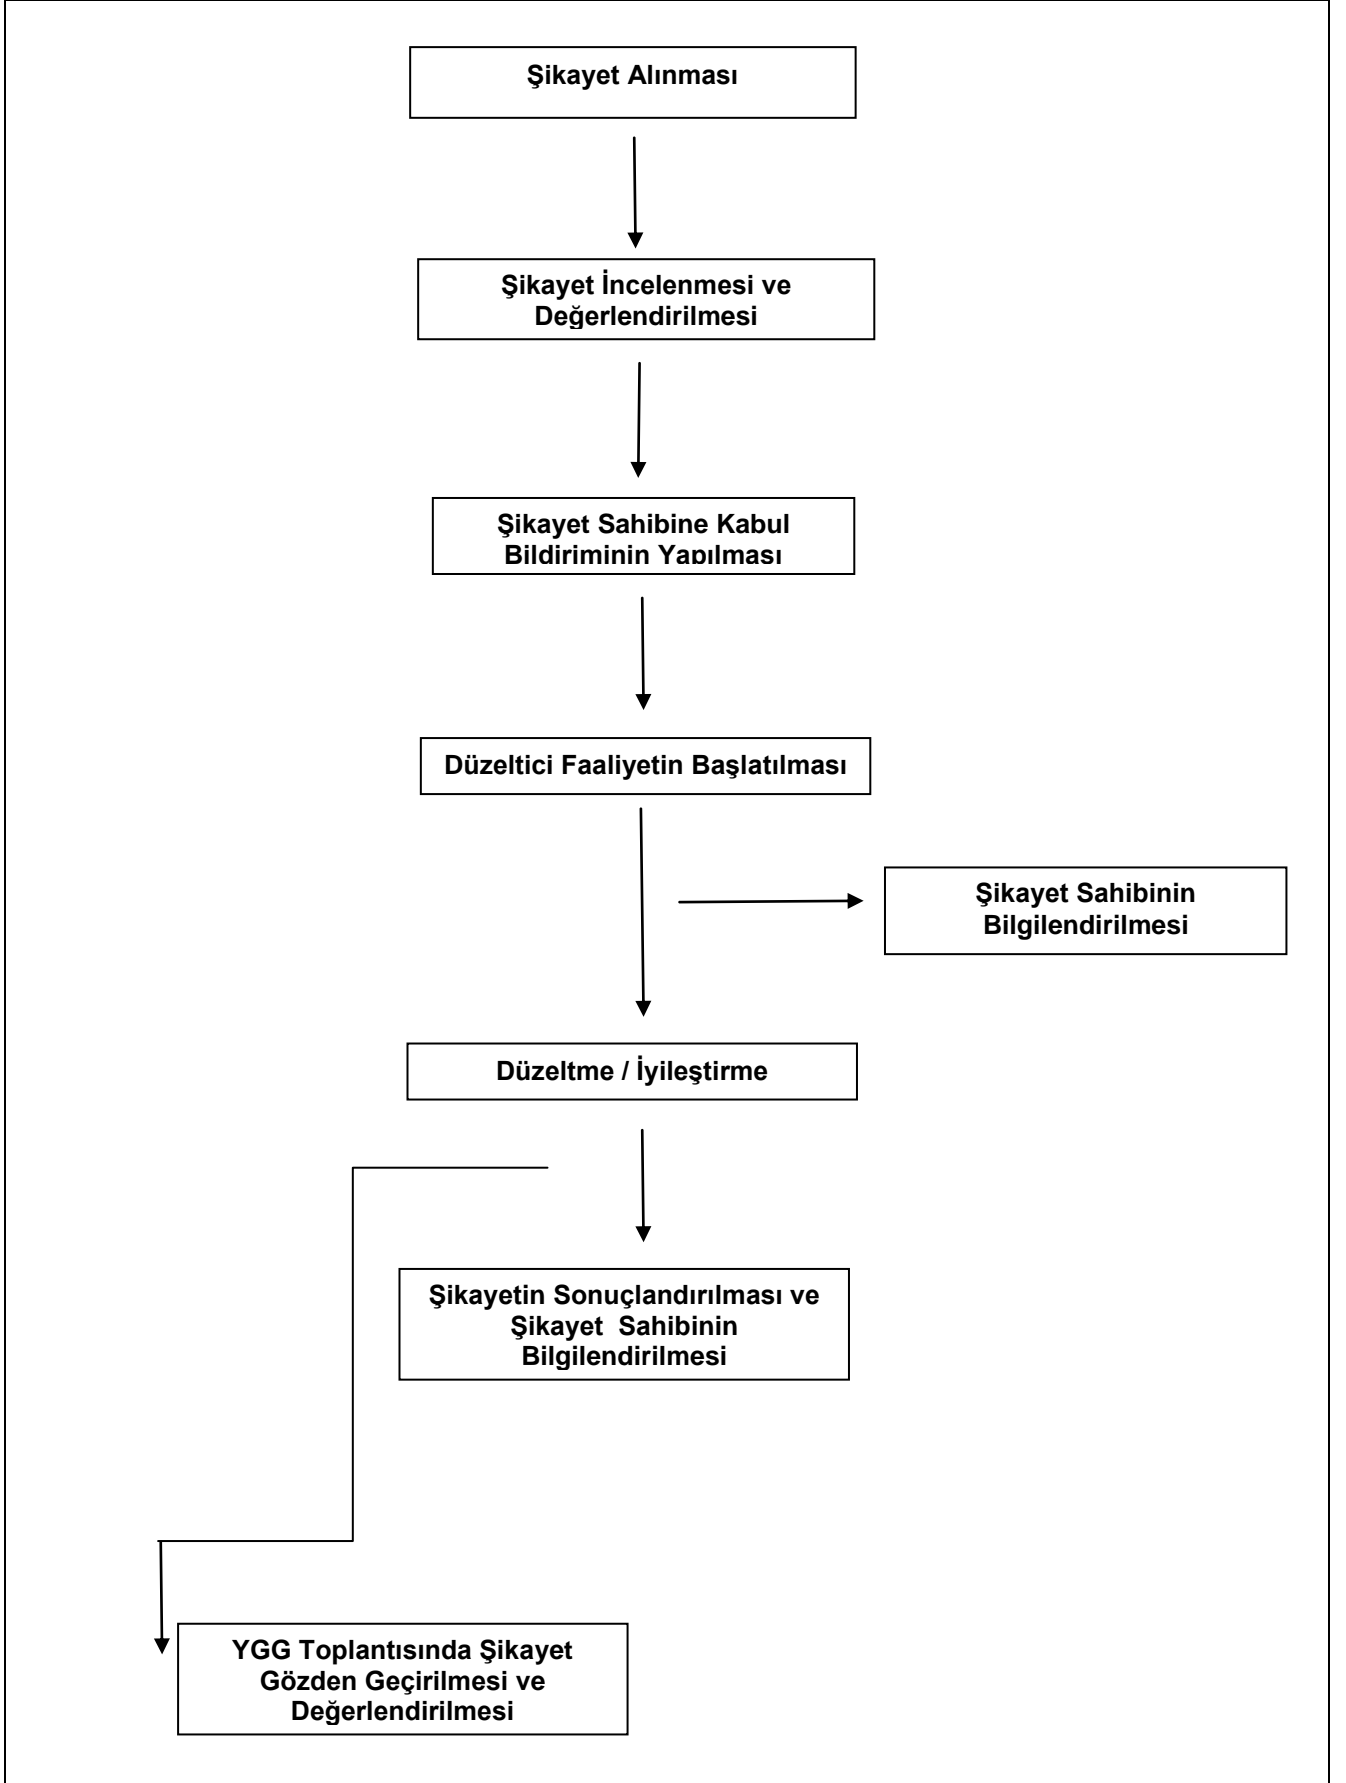 Şikayet Alınması
Şikayet İncelenmesi ve
Değerlendirilmesi
Şikayet Sahibine Kabul
Bildiriminin Yapılması
Düzeltici Faaliyetin Başlatılması
Şikayet Sahibinin
Bilgilendirilmesi
Düzeltme / İyileştirme
Şikayetin Sonuçlandırılması ve
Şikayet  Sahibinin
Bilgilendirilmesi
YGG Toplantısında Şikayet
Gözden Geçirilmesi ve
Değerlendirilmesi